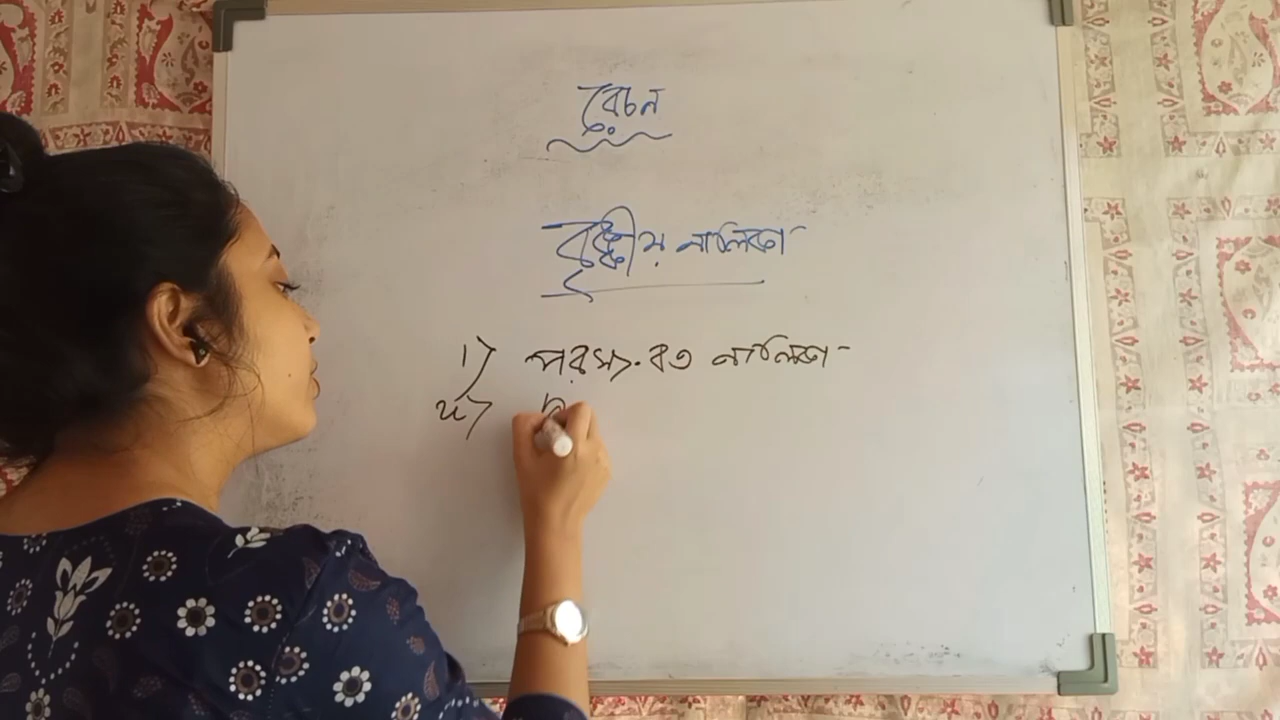 রেচন
বৃক্কীয় নালিকা
1) পরসং.বত নালিকা
2)